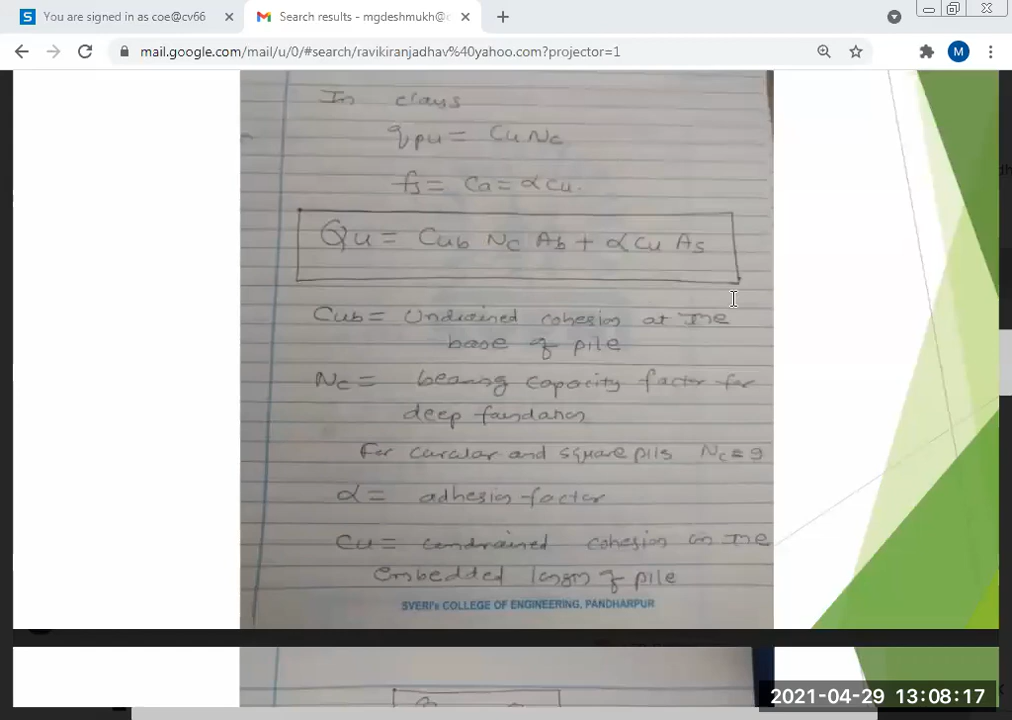 You are signed in as coe@cv66
Search results - mgdeshmukh@c
mail.google.com/mail/u/0/#search/ravikiranjadhav%40yahoo.com?projector=1
M
In clays
qpu = Cu Nc
fs = Ca = αCu.
Qu = Cub Nc Ab + αCu As
Cub = Undrained cohesion at the
base of pile
Nc = bearing capacity factor for
deep foundation
For circular and square piles Nc = 9
α = adhesion factor
Cu = undrained cohesion in the
embedded length of pile
SVERI's COLLEGE OF ENGINEERING, PANDHARPUR
2021-04-29 13:08:17